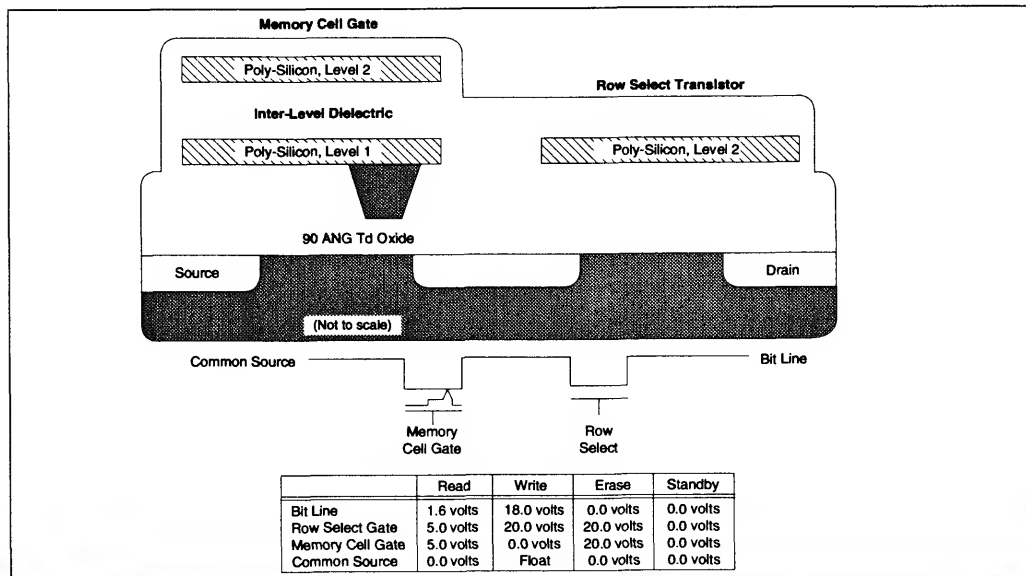 Memory Cell Gate
Poly-Silicon, Level 2
Row Select Transistor
Inter-Level Dielectric
Poly-Silicon, Level 1
Poly-Silicon, Level 2
90 ANG Td Oxide
Source
Drain
(Not to scale)
Common Source
Bit Line
Memory
Cell Gate
Row
Select
Read Write Erase Standby
Bit Line 1.6 volts 18.0 volts 0.0 volts 0.0 volts
Row Select Gate 5.0 volts 20.0 volts 20.0 volts 0.0 volts
Memory Cell Gate 5.0 volts 0.0 volts 20.0 volts 0.0 volts
Common Source 0.0 volts Float 0.0 volts 0.0 volts